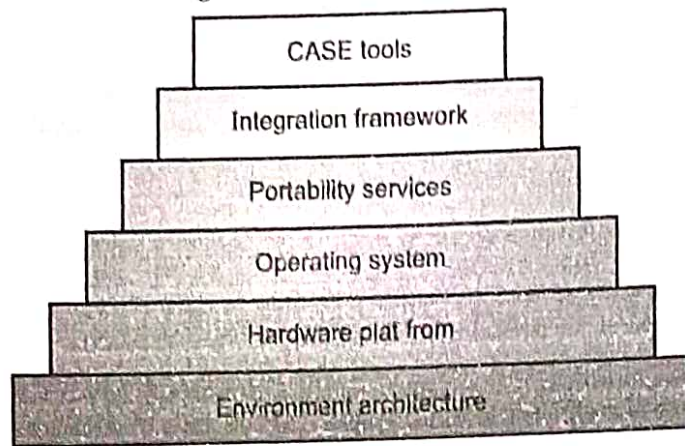 CASE tools
Integration framework
Portability services
Operating system
Hardware plat from
Environment architecture